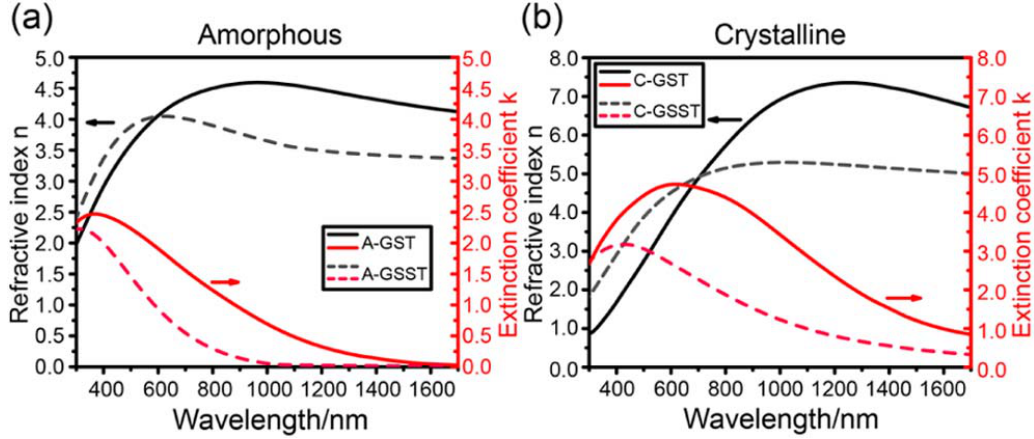 (a)
Amorphous
Refractive index n
5.0
4.5
4.0
3.5
3.0
2.5
2.0
1.5
1.0
0.5
0.0
5.0
4.5
4.0
3.5
3.0
2.5
2.0
1.5
1.0
0.5
0.0
Extinction coefficient k
A-GST
A-GSST
400 600 800 1000 1200 1400 1600
Wavelength/nm
(b)
Crystalline
Refractive index n
8.0
7.0
6.0
5.0
4.0
3.0
2.0
1.0
0.0
8.0
7.0
6.0
5.0
4.0
3.0
2.0
1.0
0.0
Extinction coefficient k
C-GST
C-GSST
400 600 800 1000 1200 1400 1600
Wavelength/nm